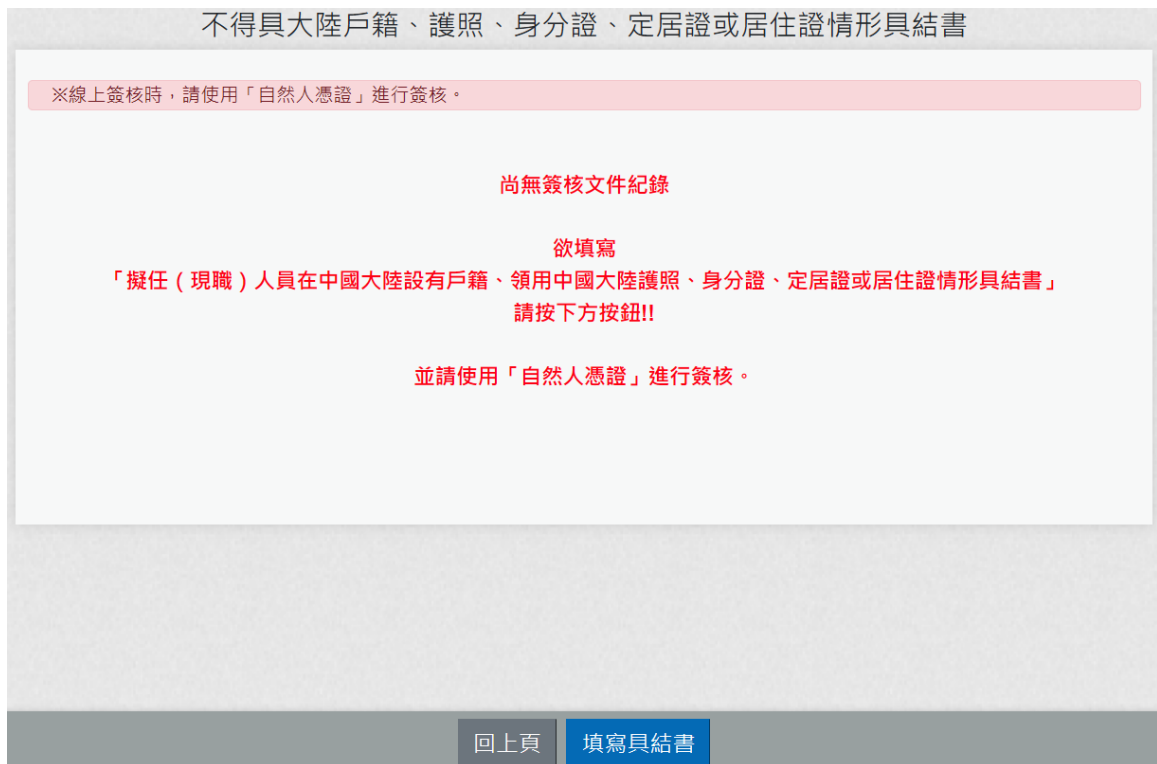 不得具大陸戶籍、護照、身分證、定居證或居住證情形具結書
※線上簽核時，請使用「自然人憑證」進行簽核。
尚無簽核文件紀錄
欲填寫
「擬任（現職）人員在中國大陸設有戶籍、領用中國大陸護照、身分證、定居證或居住證情形具結書」
請按下方按鈕!!
並請使用「自然人憑證」進行簽核。
回上頁
填寫具結書